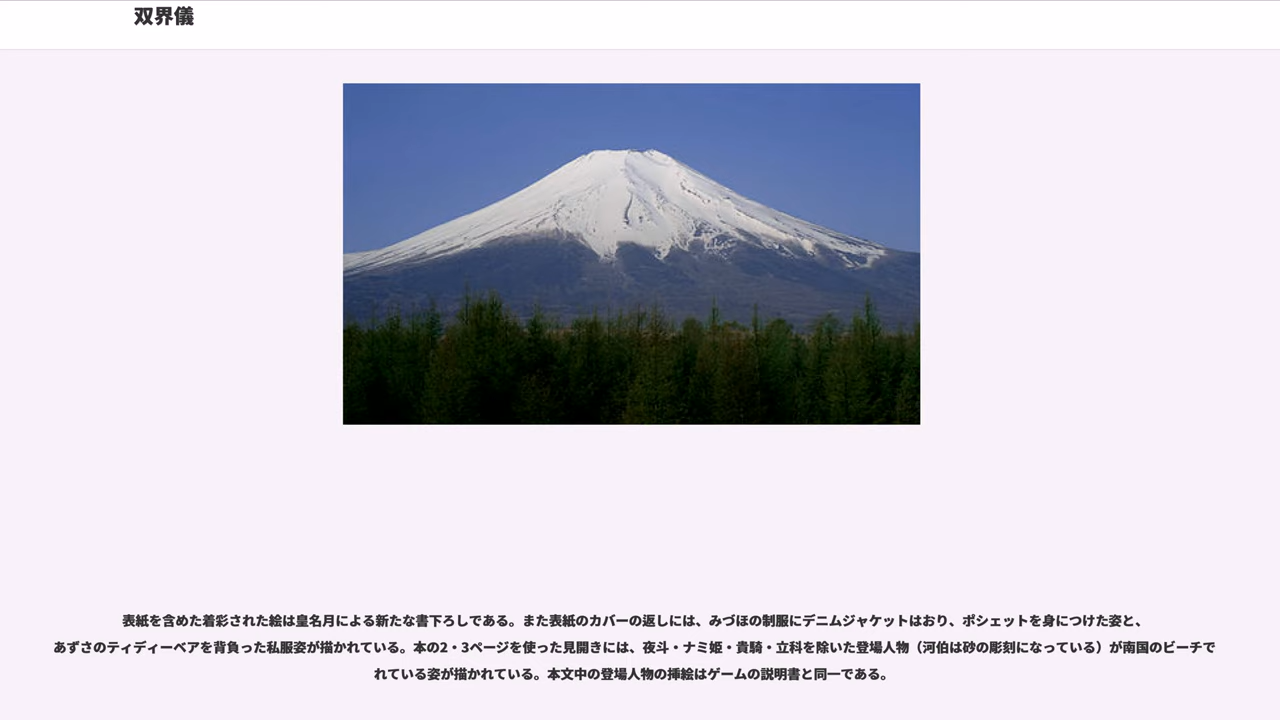 双界儀
表紙を含めた着彩された絵は皇名月による新たな書下ろしである。また表紙のカバーの返しには、みづほの制服にデニムジャケットはおり、ポシェットを身につけた姿と、
あずさのティディーベアを背負った私服姿が描かれている。本の2・3ページを使った見開きには、夜斗・ナミ姫・貴騎・立科を除いた登場人物（河伯は砂の彫刻になっている）が南国のビーチで
れている姿が描かれている。本文中の登場人物の挿絵はゲームの説明書と同一である。